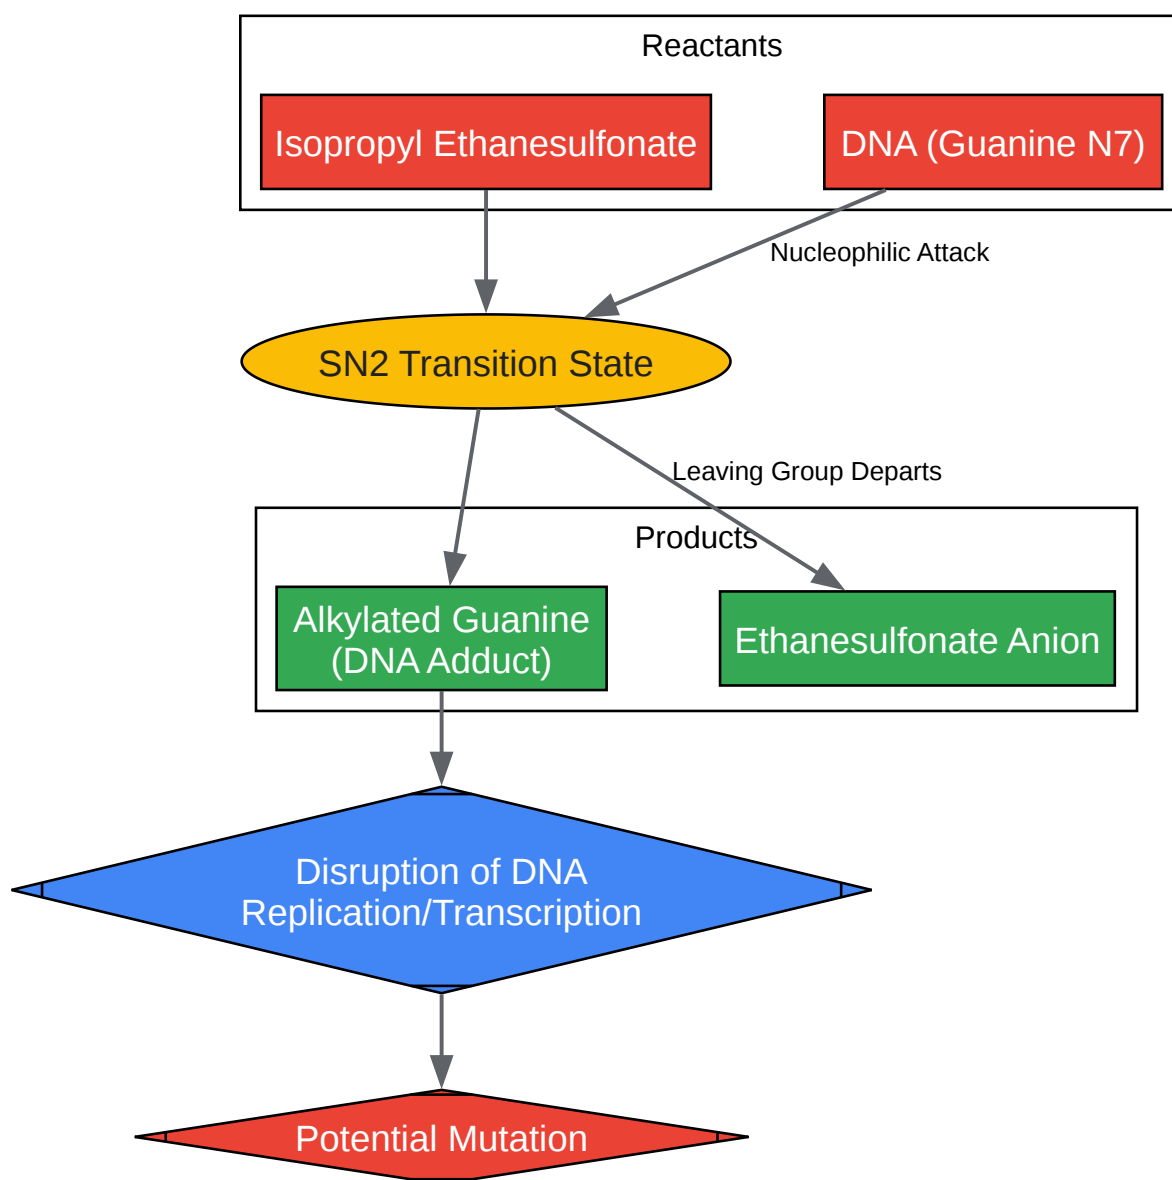 Reactants
Isopropyl Ethanesulfonate
DNA (Guanine N7)
Nucleophilic Attack
SN2 Transition State
Leaving Group Departs
Products
Alkylated Guanine
(DNA Adduct)
Ethanesulfonate Anion
Disruption of DNA
Replication/Transcription
Potential Mutation